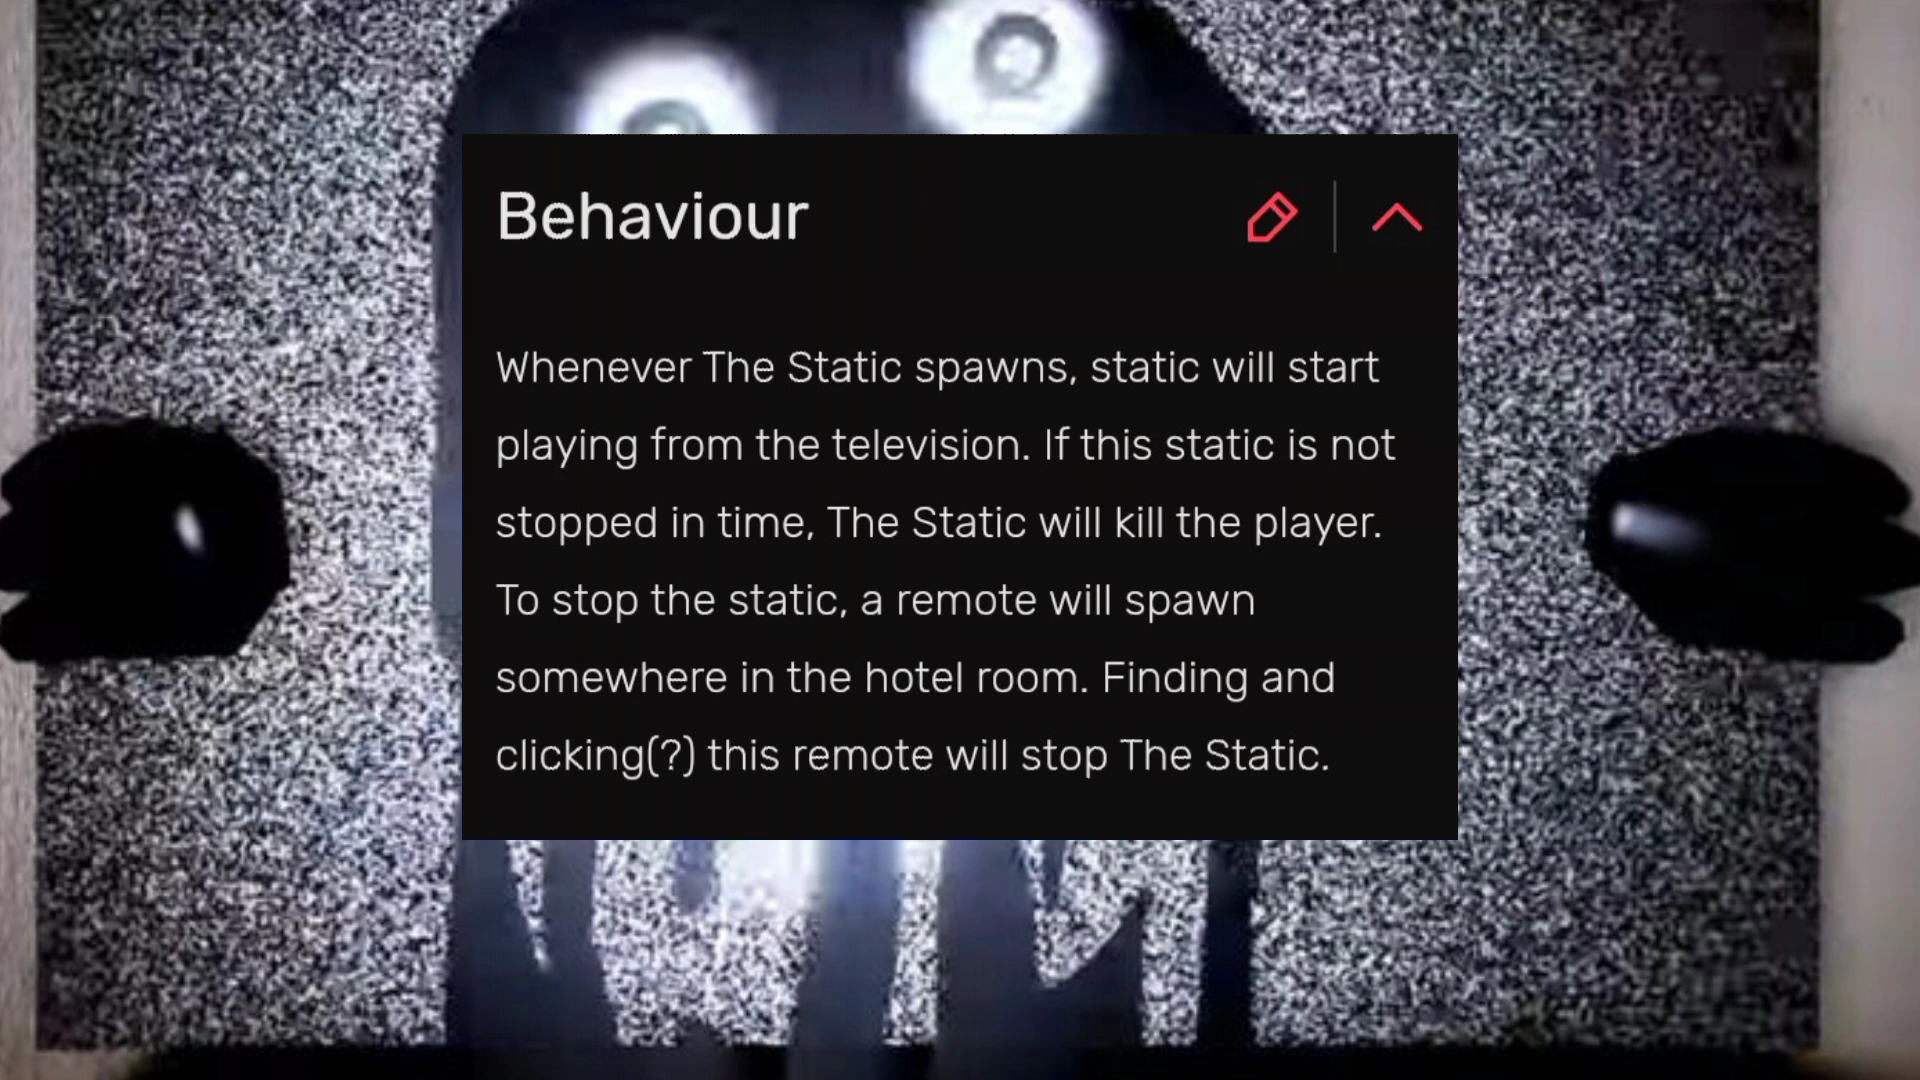 Behaviour
Whenever The Static spawns, static will start
playing from the television. If this static is not
stopped in time, The Static will kill the player.
To stop the static, a remote will spawn
somewhere in the hotel room. Finding and
clicking(?) this remote will stop The Static.